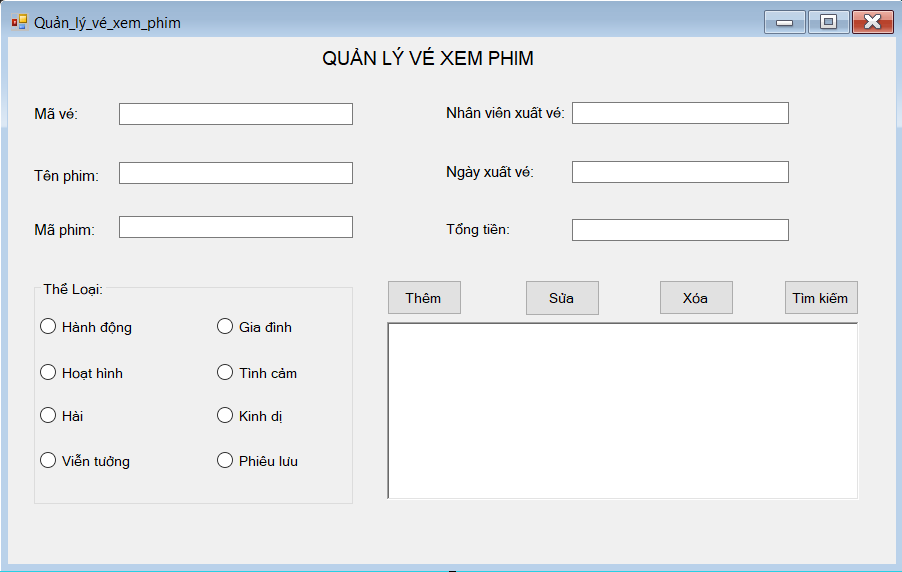 Quản_lý_vé_xem_phim
QUẢN LÝ VÉ XEM PHIM
Mã vé:
Nhân viên xuất vé:
Tên phim:
Ngày xuất vé:
Mã phim:
Tổng tiền:
Thể Loại:
Hành động
Gia đình
Hoạt hình
Tình cảm
Hài
Kinh dị
Viễn tưởng
Phiêu lưu
Thêm
Sửa
Xóa
Tìm kiếm